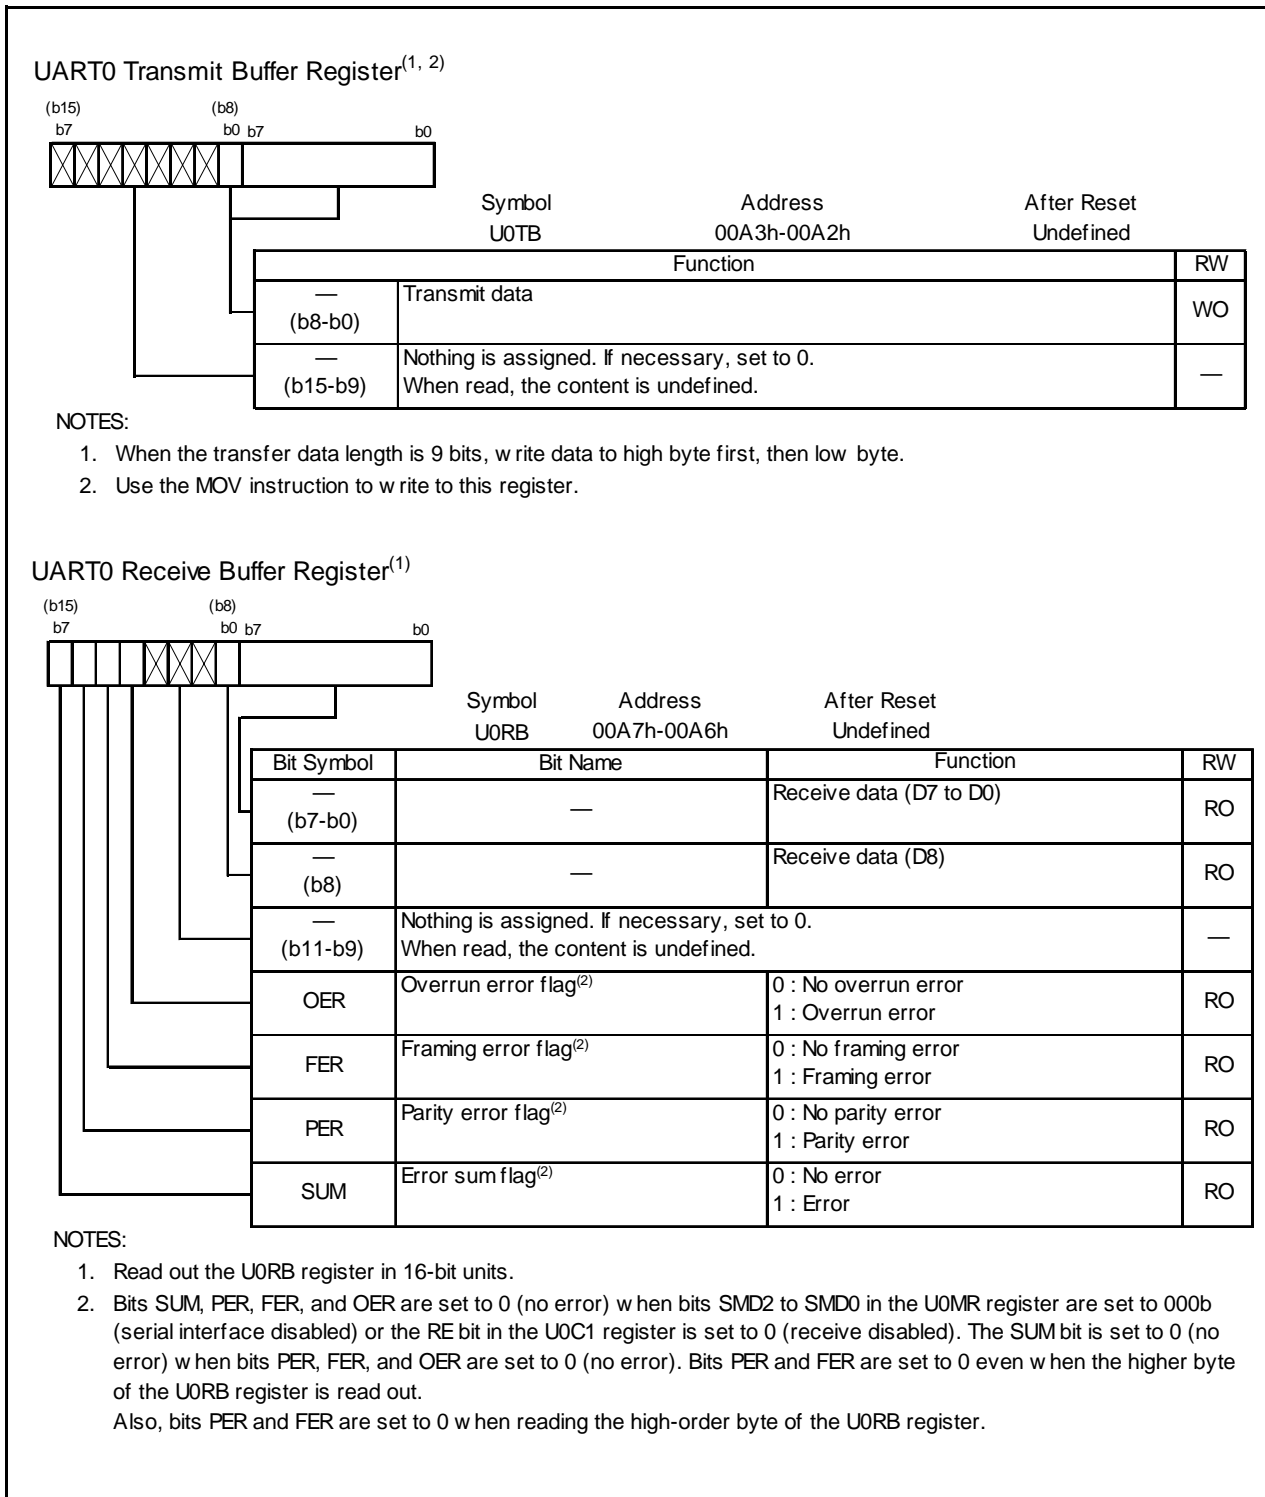 UART0 Transmit Buffer Register(1, 2)
(b15) (b8)
b7 b0 b7 b0
Symbol Address After Reset
U0TB 00A3h-00A2h Undefined
Function RW
— Transmit data
(b8-b0) WO
— Nothing is assigned. If necessary, set to 0.
(b15-b9) When read, the content is undefined. —
NOTES:
1. When the transfer data length is 9 bits, write data to high byte first, then low byte.
2. Use the MOV instruction to write to this register.
UART0 Receive Buffer Register(1)
(b15) (b8)
b7 b0 b7 b0
Symbol Address After Reset
U0RB 00A7h-00A6h Undefined
Bit Symbol Bit Name Function RW
— Receive data (D7 to D0)
(b7-b0) — RO
— Receive data (D8)
(b8) — RO
— Nothing is assigned. If necessary, set to 0.
(b11-b9) When read, the content is undefined. —
OER Overrun error flag(2) 0 : No overrun error RO
1 : Overrun error
FER Framing error flag(2) 0 : No framing error RO
1 : Framing error
PER Parity error flag(2) 0 : No parity error RO
1 : Parity error
SUM Error sum flag(2) 0 : No error RO
1 : Error
NOTES:
1. Read out the U0RB register in 16-bit units.
2. Bits SUM, PER, FER, and OER are set to 0 (no error) when bits SMD2 to SMD0 in the U0MR register are set to 000b
(serial interface disabled) or the RE bit in the U0C1 register is set to 0 (receive disabled). The SUM bit is set to 0 (no
error) when bits PER, FER, and OER are set to 0 (no error). Bits PER and FER are set to 0 even when the higher byte
of the U0RB register is read out.
Also, bits PER and FER are set to 0 when reading the high-order byte of the U0RB register.